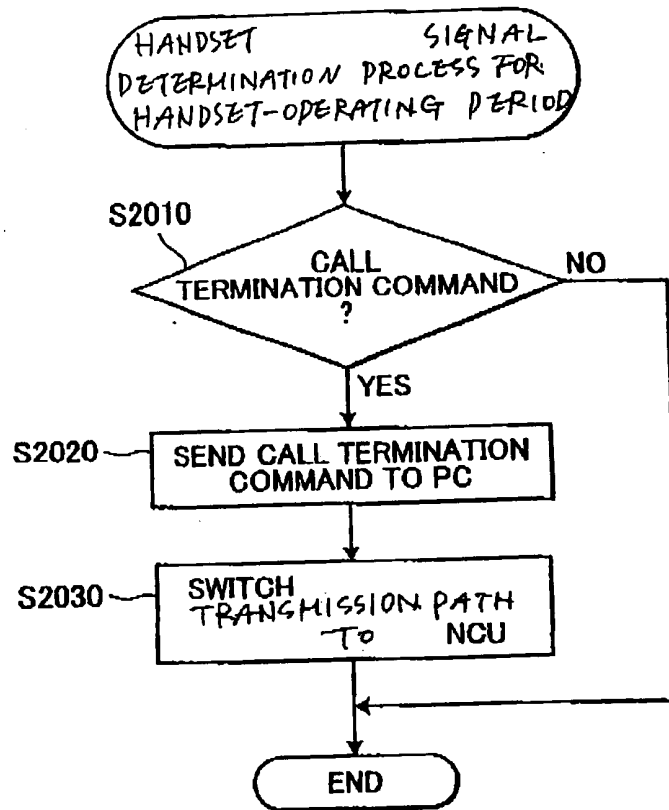 HANDSET SIGNAL
DETERMINATION PROCESS FOR
HANDSET-OPERATING PERIOD
S2010
CALL
TERMINATION COMMAND
?
NO
YES
S2020
SEND CALL TERMINATION
COMMAND TO PC
S2030
SWITCH
TRANSMISSION PATH
TO NCU
END